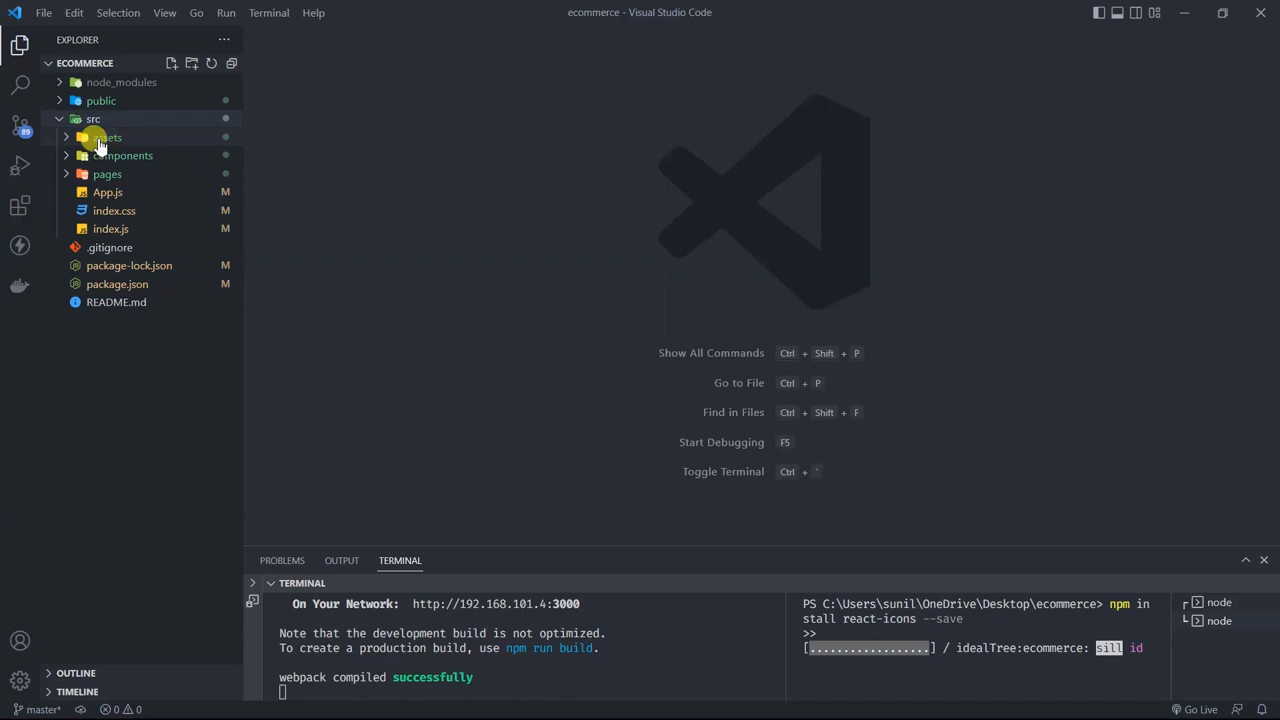 File Edit Selection View Go Run Terminal Help
ecommerce - Visual Studio Code
EXPLORER
ECOMMERCE
node_modules
public
src
assets
components
pages
App.js M
index.css M
index.js M
.gitignore
package-lock.json M
package.json M
README.md
89
Show All Commands Ctrl + Shift + P
Go to File Ctrl + P
Find in Files Ctrl + Shift + F
Start Debugging F5
Toggle Terminal Ctrl + `
PROBLEMS OUTPUT TERMINAL
TERMINAL
On Your Network: http://192.168.101.4:3000
Note that the development build is not optimized.
To create a production build, use npm run build.
webpack compiled successfully
PS C:\Users\sunil\OneDrive\Desktop\ecommerce> npm in
stall react-icons --save
>>
[..................] / idealTree:ecommerce: sill id
node
node
OUTLINE
TIMELINE
master* 0 0
Go Live